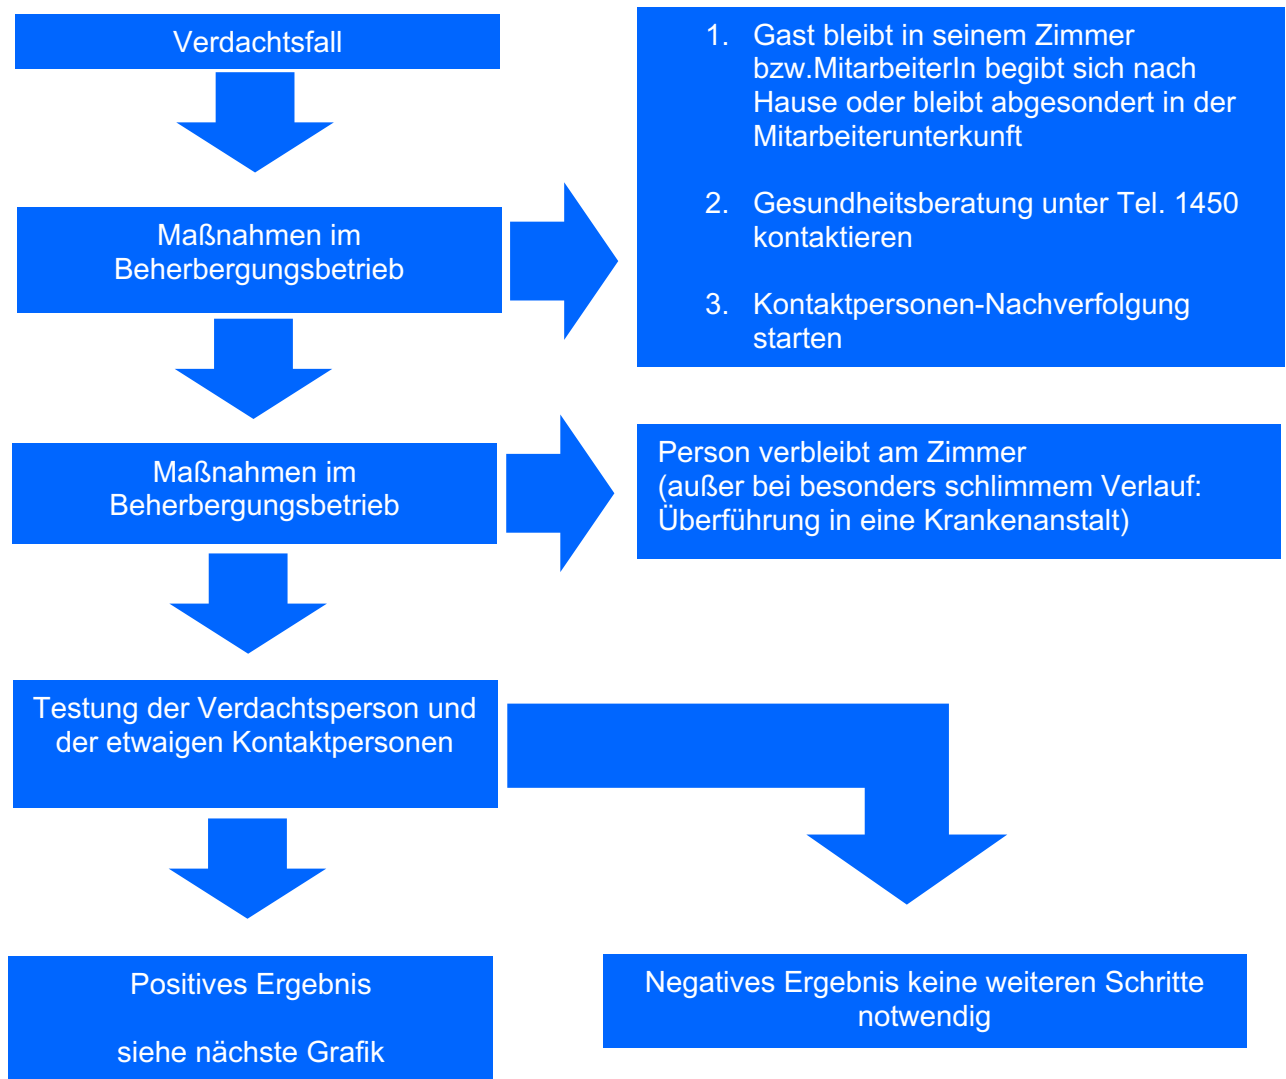 Verdachtsfall
Maßnahmen im
Beherbergungsbetrieb
1. Gast bleibt in seinem Zimmer
bzw.MitarbeiterIn begibt sich nach
Hause oder bleibt abgesondert in der
Mitarbeiterunterkunft
2. Gesundheitsberatung unter Tel. 1450
kontaktieren
3. Kontaktpersonen-Nachverfolgung
starten
Maßnahmen im
Beherbergungsbetrieb
Person verbleibt am Zimmer
(außer bei besonders schlimmem Verlauf:
Überführung in eine Krankenanstalt)
Testung der Verdachtsperson und
der etwaigen Kontaktpersonen
Positives Ergebnis
siehe nächste Grafik
Negatives Ergebnis keine weiteren Schritte
notwendig